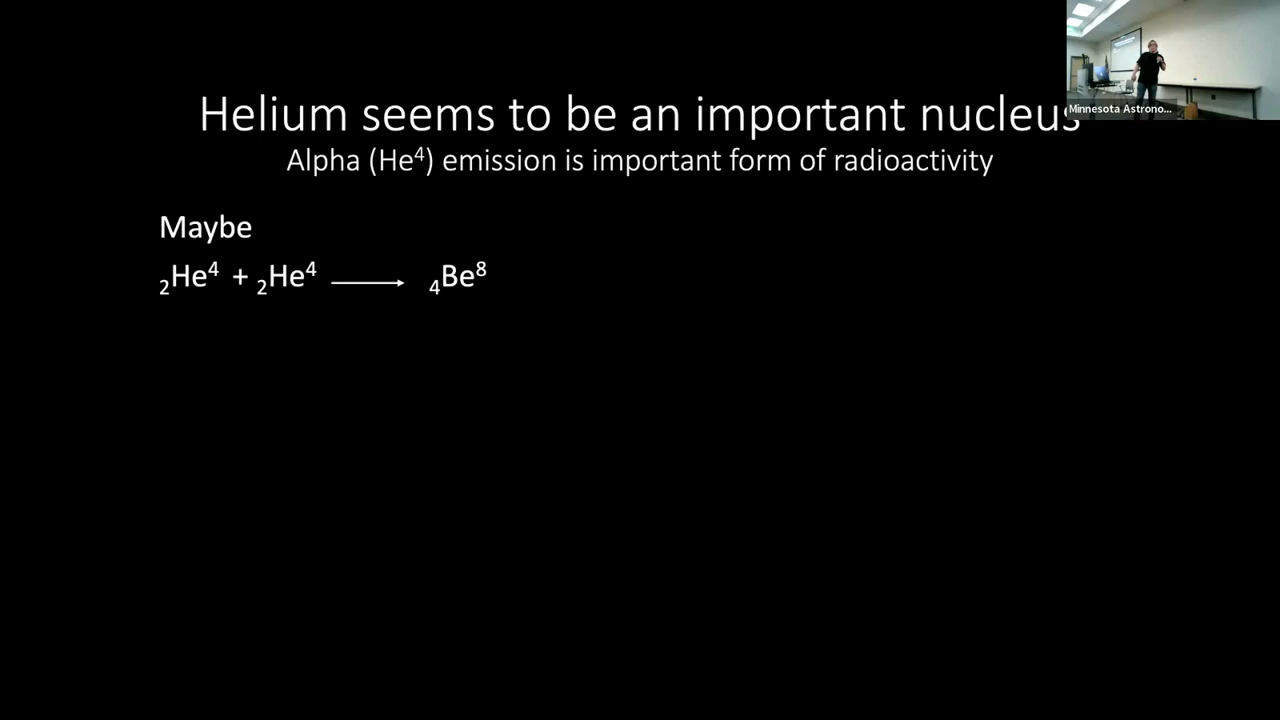 Helium seems to be an important nucleus
Alpha (He⁴) emission is important form of radioactivity
Minnesota Astrono...
Maybe
₂He⁴ + ₂He⁴ ⟶ ₄Be⁸